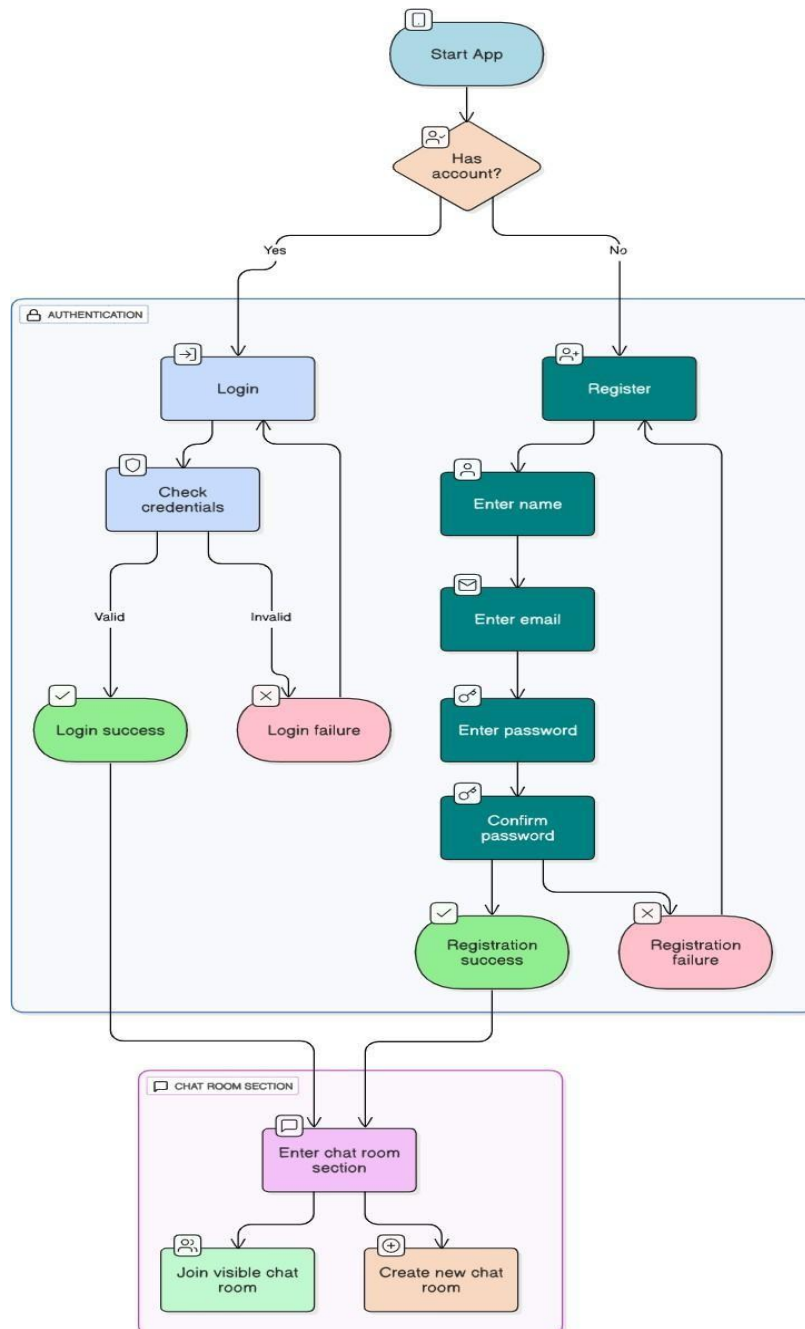 Start App
Has
account?
Yes
No
AUTHENTICATION
Login
Register
Check
credentials
Enter name
Enter email
Valid
Invalid
Login success
Login failure
Enter password
Confirm
password
Registration
success
Registration
failure
CHAT ROOM SECTION
Enter chat room
section
Join visible chat
room
Create new chat
room